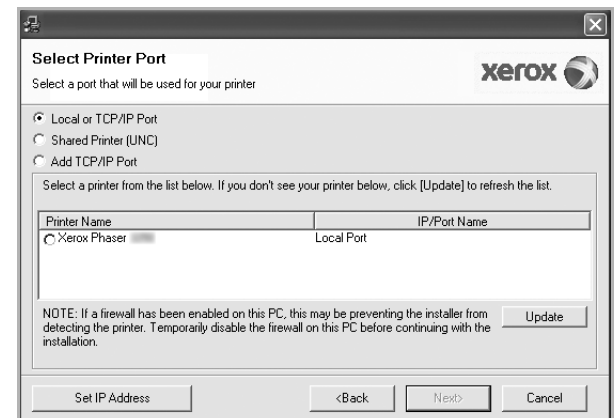 Select Printer Port
Select a port that will be used for your printer
xerox
Local or TCP/IP Port
Shared Printer (UNC)
Add TCP/IP Port
Select a printer from the list below. If you don't see your printer below, click [Update] to refresh the list.
Printer Name IP/Port Name
Xerox Phaser Local Port
NOTE: If a firewall has been enabled on this PC, this may be preventing the installer from
detecting the printer. Temporarily disable the firewall on this PC before continuing with the
installation.
Update
Set IP Address <Back Next> Cancel